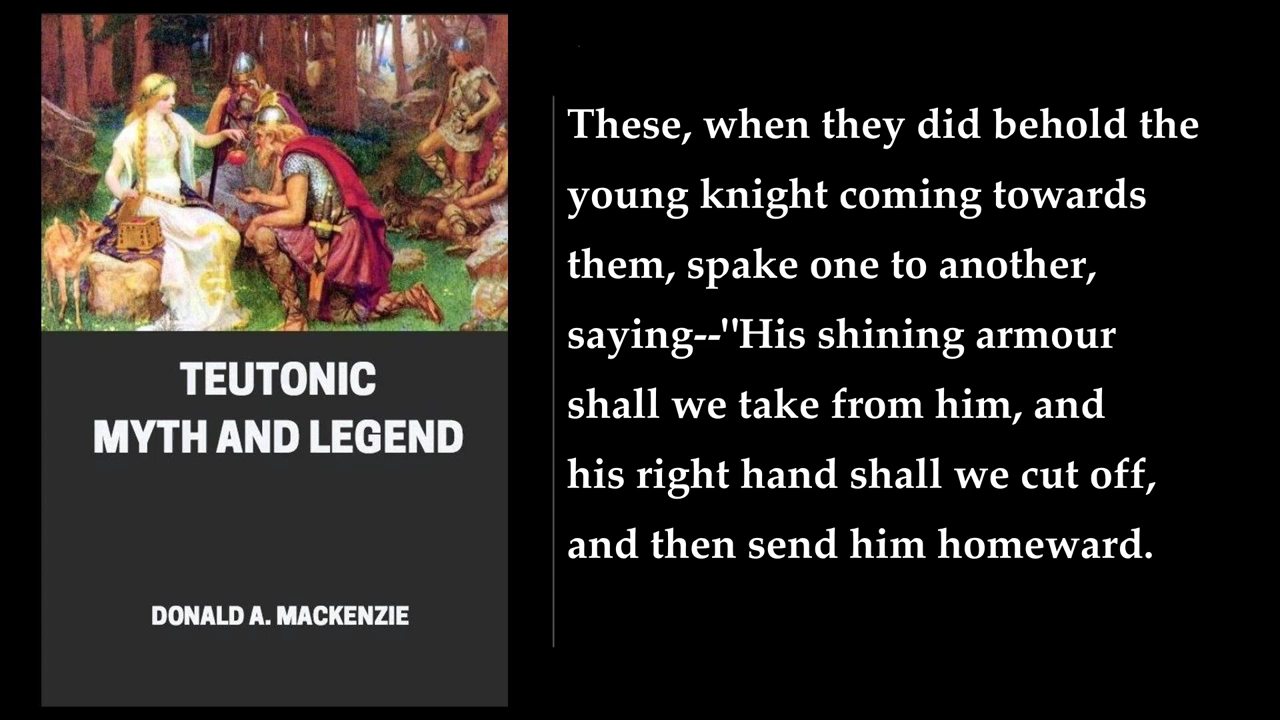 TEUTONIC
MYTH AND LEGEND
DONALD A. MACKENZIE
These, when they did behold the
young knight coming towards
them, spake one to another,
saying--"His shining armour
shall we take from him, and
his right hand shall we cut off,
and then send him homeward.